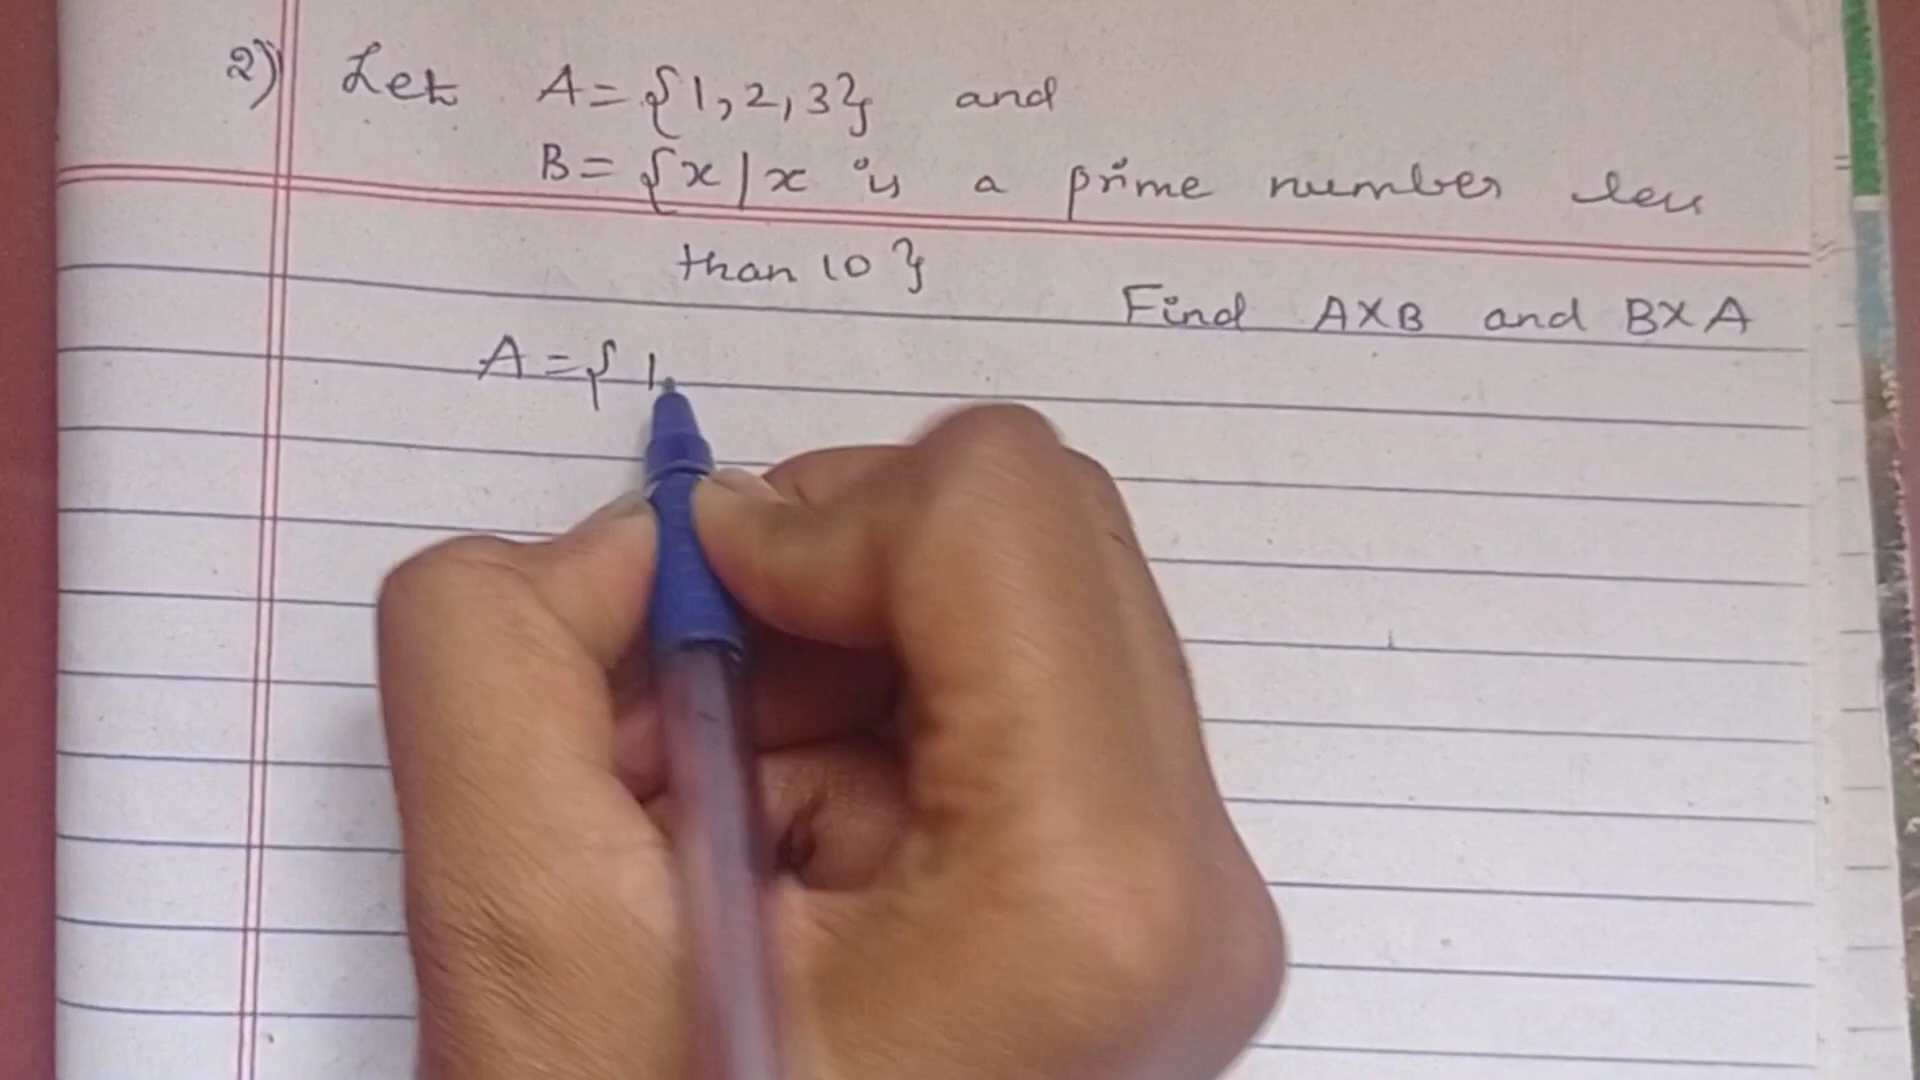 2) Let A = {1, 2, 3} and
B = {x / x is a prime number less
than 10}
Find A×B and B×A
A = { 1,